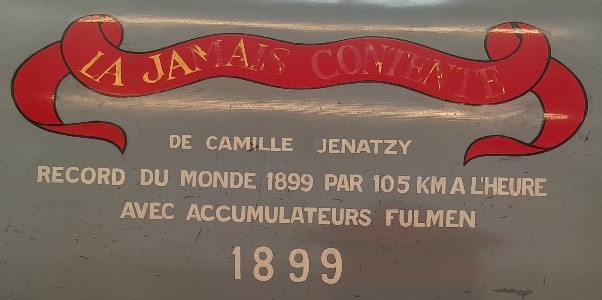 LA JAMAIS CONTENTE
DE CAMILLE JENATZY
RECORD DU MONDE 1899 PAR 105 KM A L'HEURE
AVEC ACCUMULATEURS FULMEN
1899